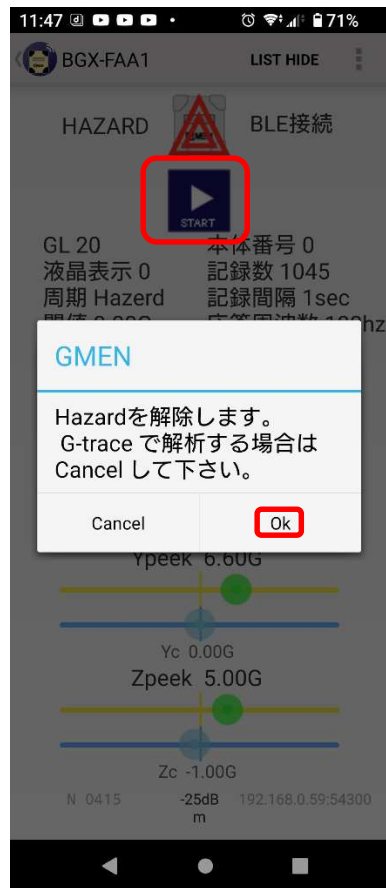 11:47 71%
BGX-FAA1 LIST HIDE
HAZARD BLE接続
START
GL 20 本体番号 0
液晶表示 0 記録数 1045
周期 Hazerd 記録間隔 1sec
GMEN
Hazardを解除します。
G-trace で解析する場合は
Cancel して下さい。
Cancel Ok
Ypeek 6.60G
Yc 0.00G
Zpeek 5.00G
Zc -1.00G
N 0415 -25dB 192.168.0.59:54300
m